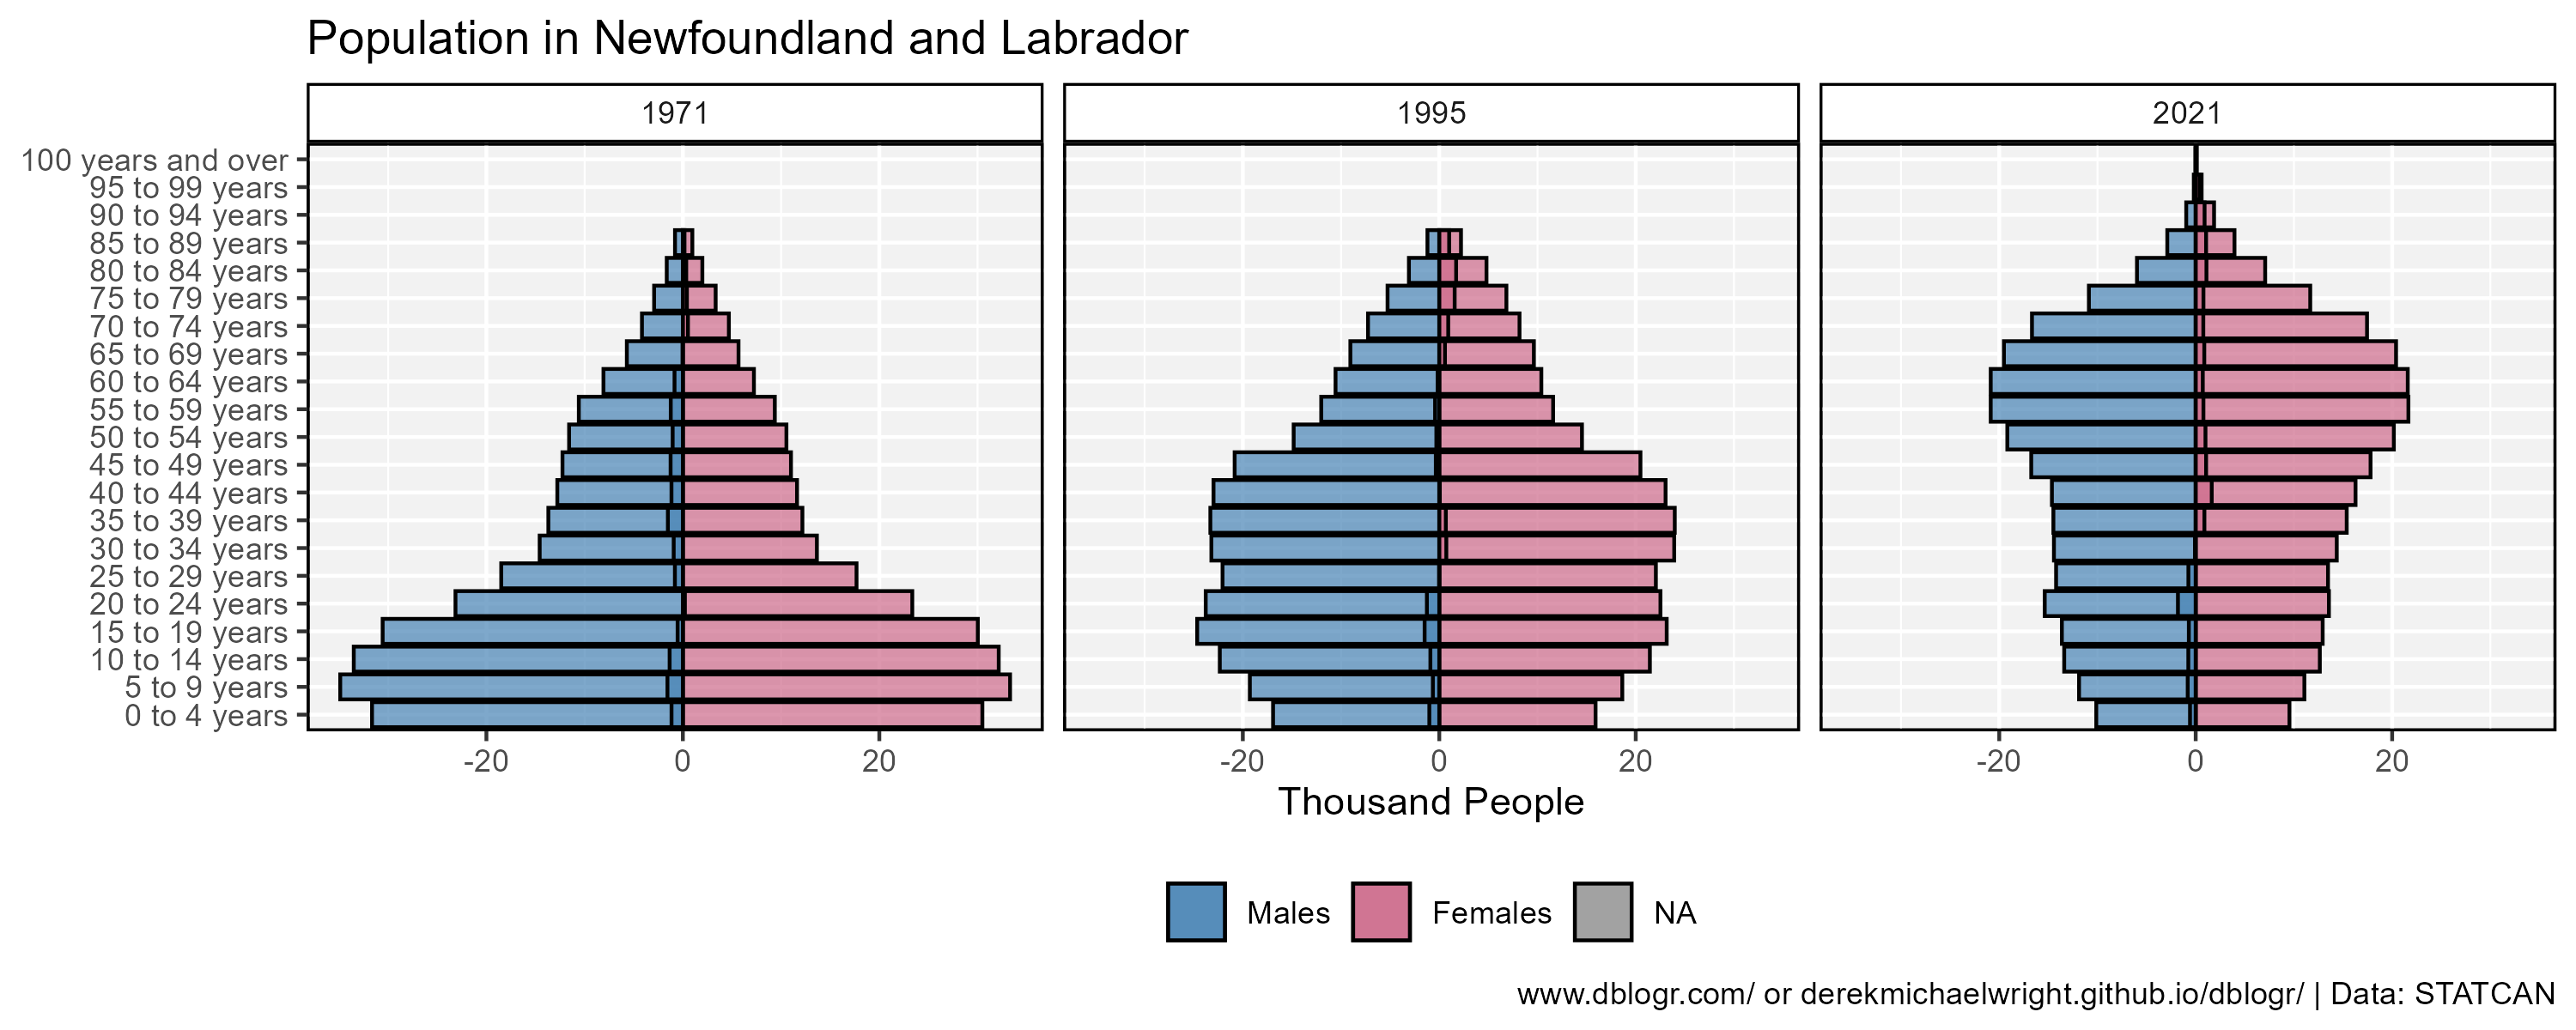 Population in Newfoundland and Labrador
1971
1995
2021
100 years and over
95 to 99 years
90 to 94 years
85 to 89 years
80 to 84 years
75 to 79 years
70 to 74 years
65 to 69 years
60 to 64 years
55 to 59 years
50 to 54 years
45 to 49 years
40 to 44 years
35 to 39 years
30 to 34 years
25 to 29 years
20 to 24 years
15 to 19 years
10 to 14 years
5 to 9 years
0 to 4 years
-20 0 20
-20 0 20
-20 0 20
Thousand People
Males Females NA
www.dblogr.com/ or derekmichaelwright.github.io/dblogr/ | Data: STATCAN